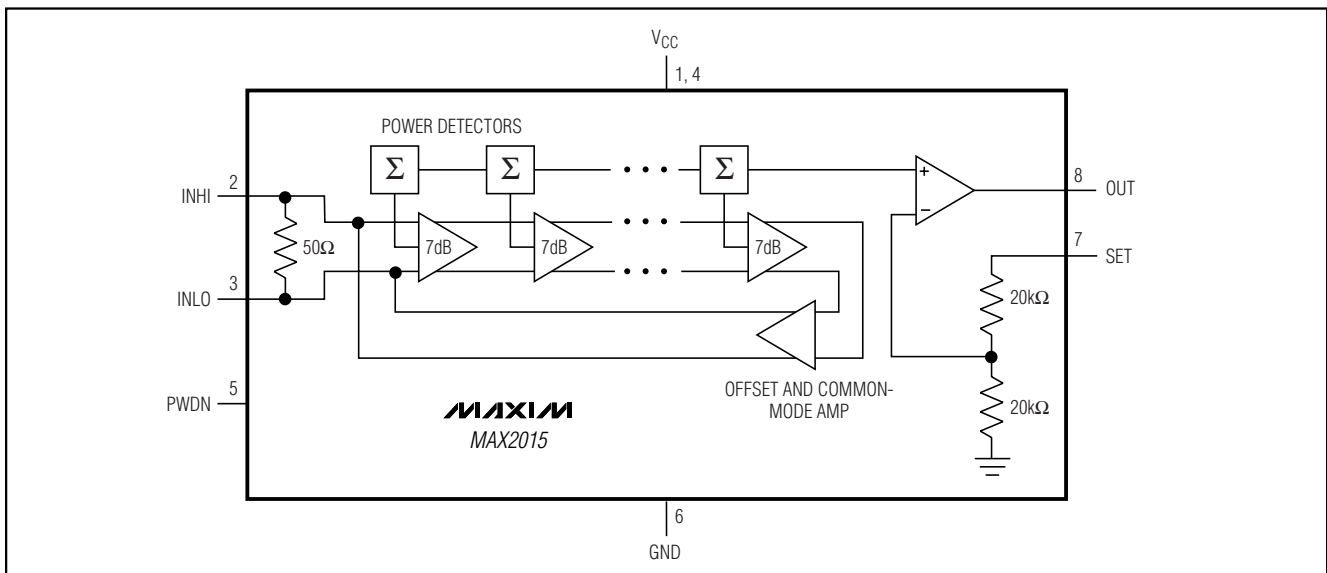 VCC
1, 4
POWER DETECTORS
Σ Σ Σ
2
INHI
8
OUT
50Ω
7dB 7dB 7dB
7
SET
3
INLO
20kΩ
OFFSET AND COMMON-
MODE AMP
5
PWDN
20kΩ
MAXIM
MAX2015
6
GND